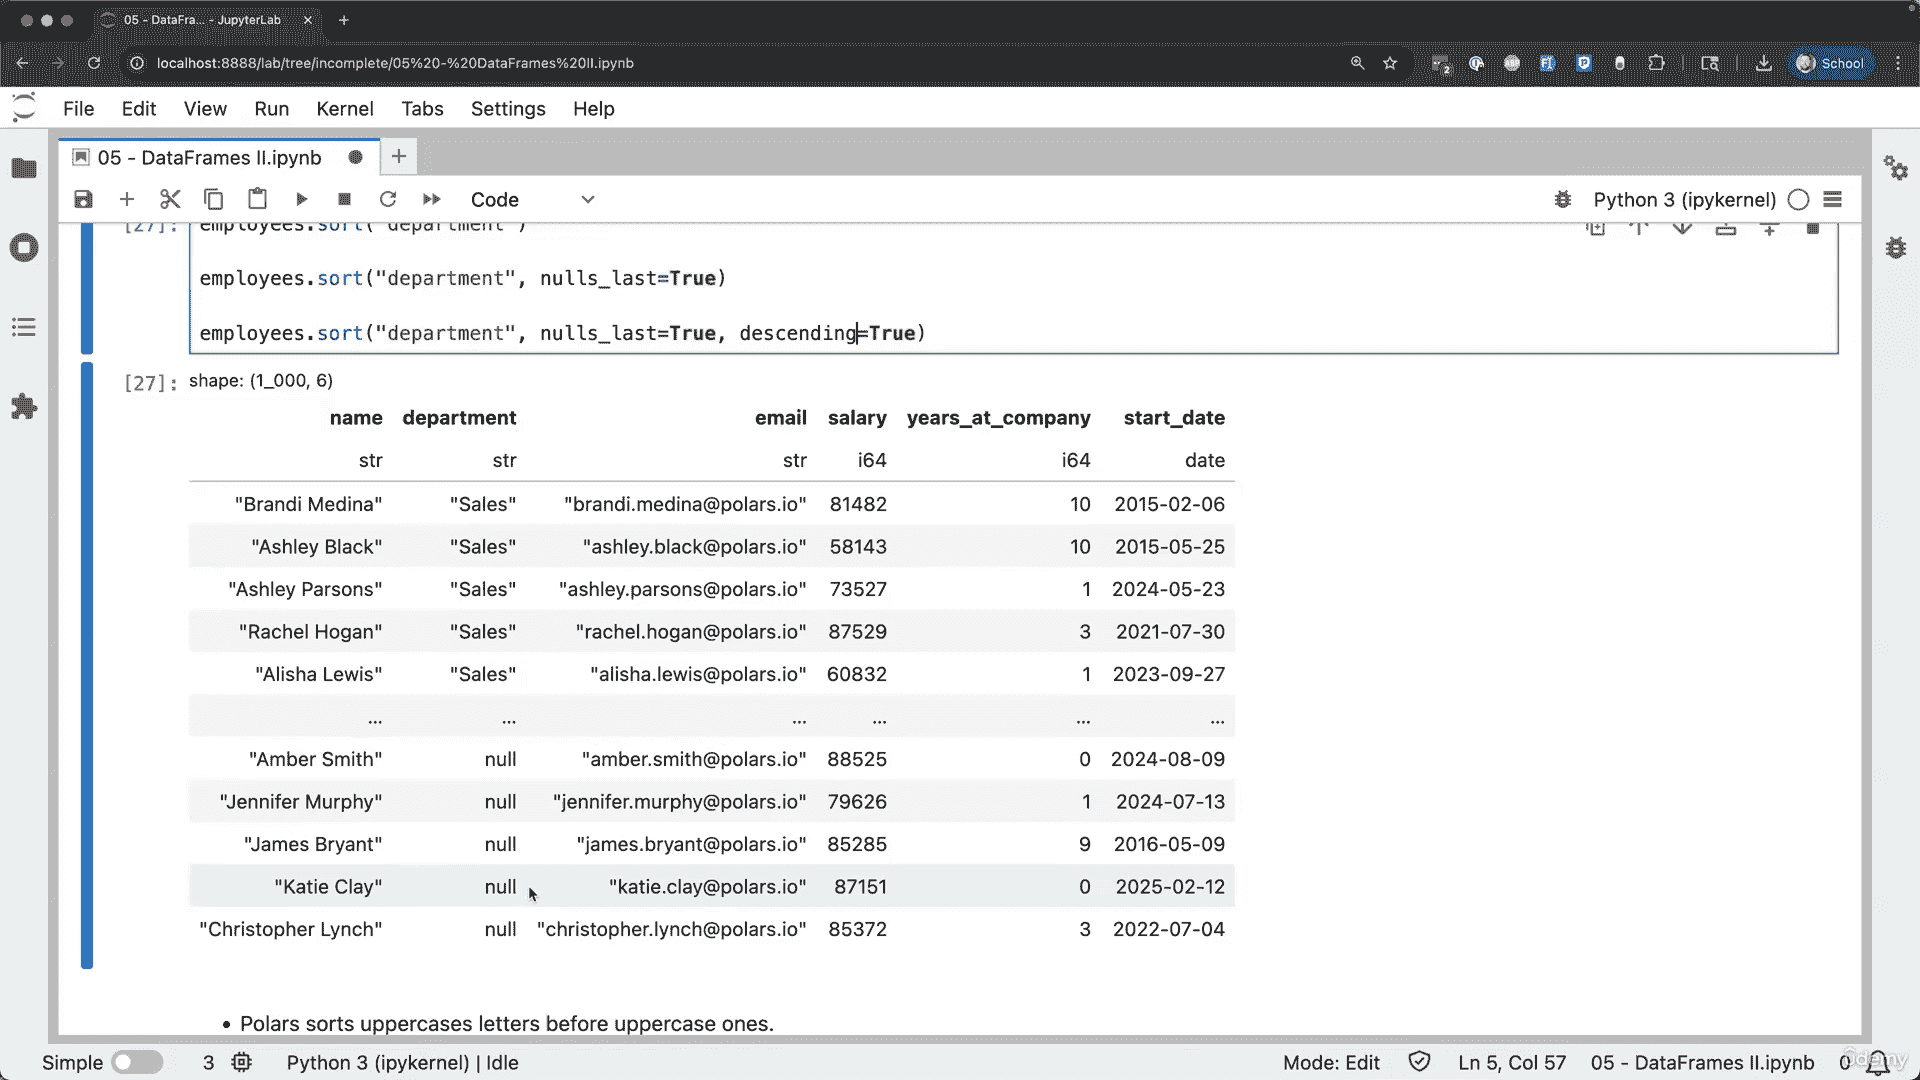 05 - DataFra... - JupyterLab
localhost:8888/lab/tree/incomplete/05%20-%20DataFrames%20II.ipynb
2
School
File Edit View Run Kernel Tabs Settings Help
05 - DataFrames II.ipynb
Code
Python 3 (ipykernel)
[27]: employees.sort("department")
employees.sort("department", nulls_last=True)
employees.sort("department", nulls_last=True, descending=True)
[27]: shape: (1_000, 6)
name department email salary years_at_company start_date
str str str i64 i64 date
"Brandi Medina" "Sales" "brandi.medina@polars.io" 81482 10 2015-02-06
"Ashley Black" "Sales" "ashley.black@polars.io" 58143 10 2015-05-25
"Ashley Parsons" "Sales" "ashley.parsons@polars.io" 73527 1 2024-05-23
"Rachel Hogan" "Sales" "rachel.hogan@polars.io" 87529 3 2021-07-30
"Alisha Lewis" "Sales" "alisha.lewis@polars.io" 60832 1 2023-09-27
... ... ... ... ... ...
"Amber Smith" null "amber.smith@polars.io" 88525 0 2024-08-09
"Jennifer Murphy" null "jennifer.murphy@polars.io" 79626 1 2024-07-13
"James Bryant" null "james.bryant@polars.io" 85285 9 2016-05-09
"Katie Clay" null "katie.clay@polars.io" 87151 0 2025-02-12
"Christopher Lynch" null "christopher.lynch@polars.io" 85372 3 2022-07-04
• Polars sorts uppercases letters before uppercase ones.
Simple 3 Python 3 (ipykernel) | Idle Mode: Edit Ln 5, Col 57 05 - DataFrames II.ipynb 0
ûdemy